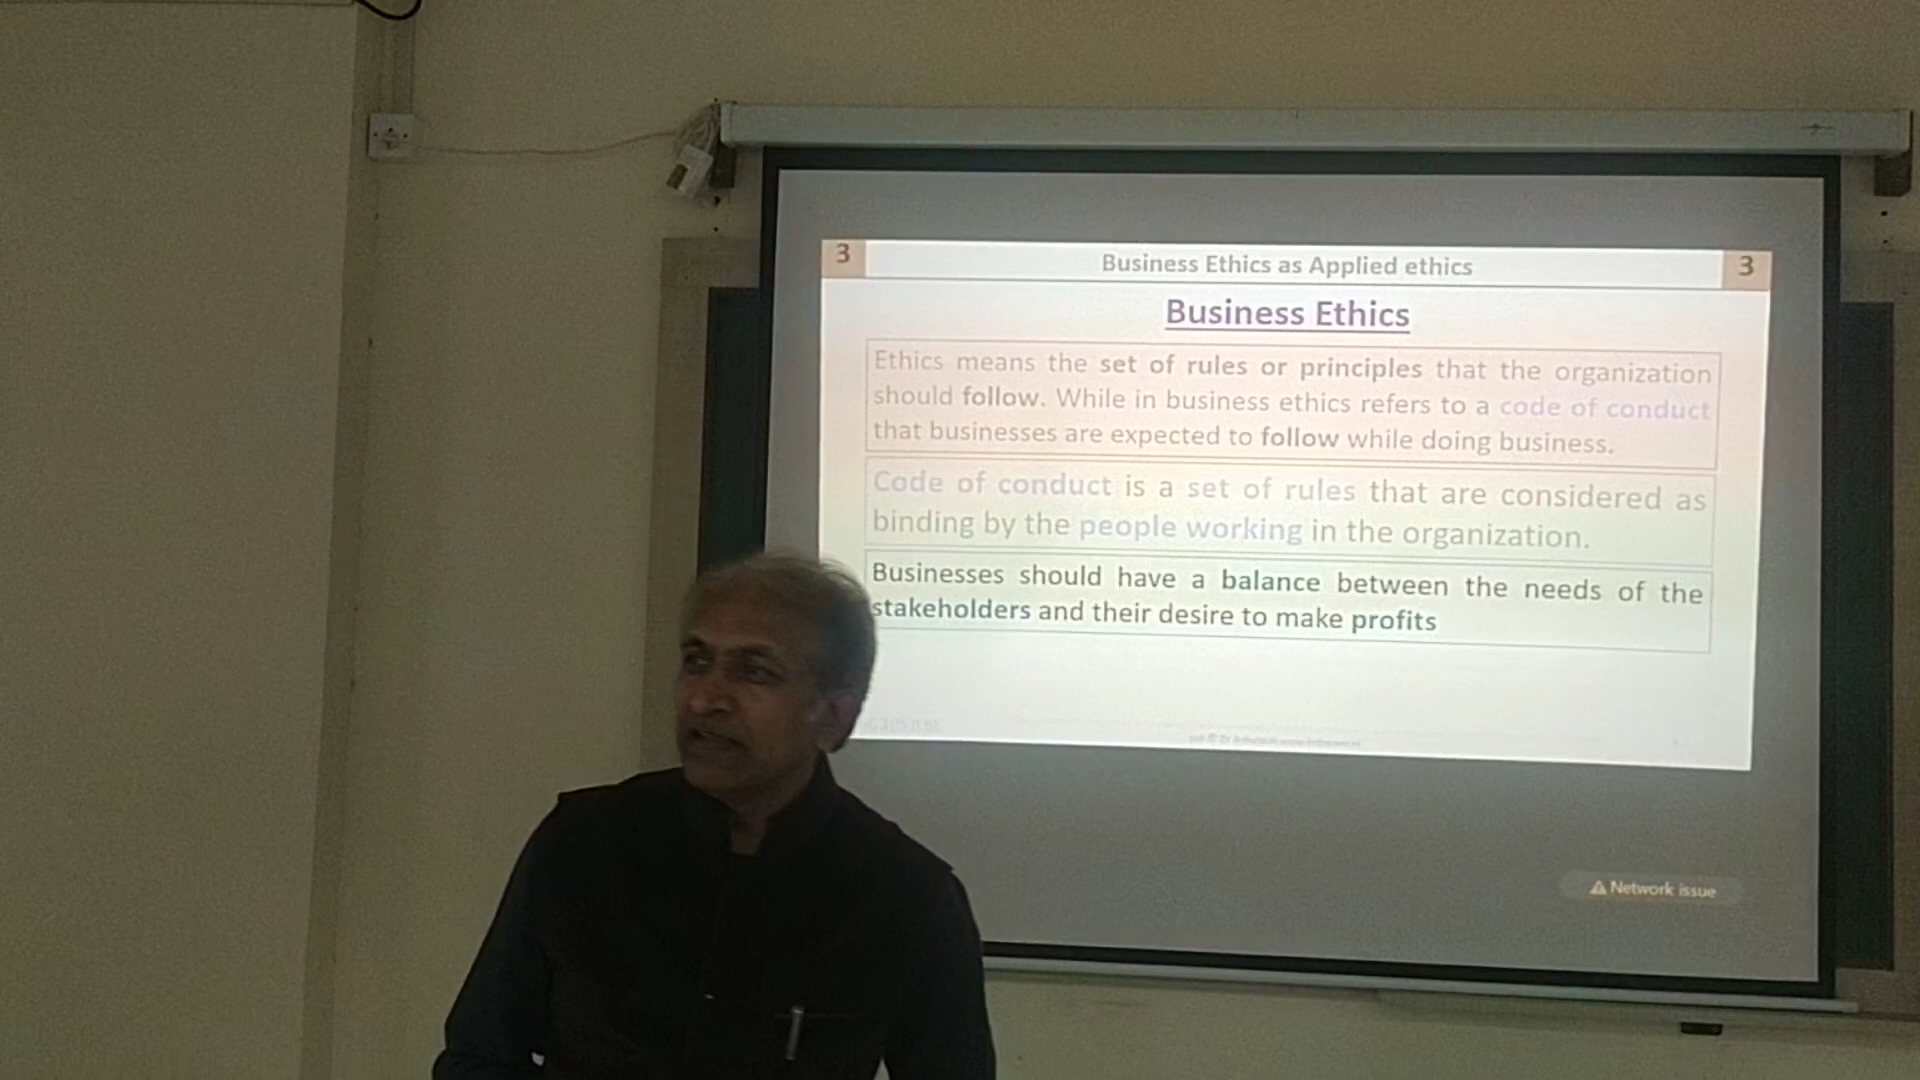 3 Business Ethics as Applied ethics 3
Business Ethics
Ethics means the set of rules or principles that the organization
should follow. While in business ethics refers to a code of conduct
that businesses are expected to follow while doing business.
Code of conduct is a set of rules that are considered as
binding by the people working in the organization.
Businesses should have a balance between the needs of the
stakeholders and their desire to make profits
Network issue